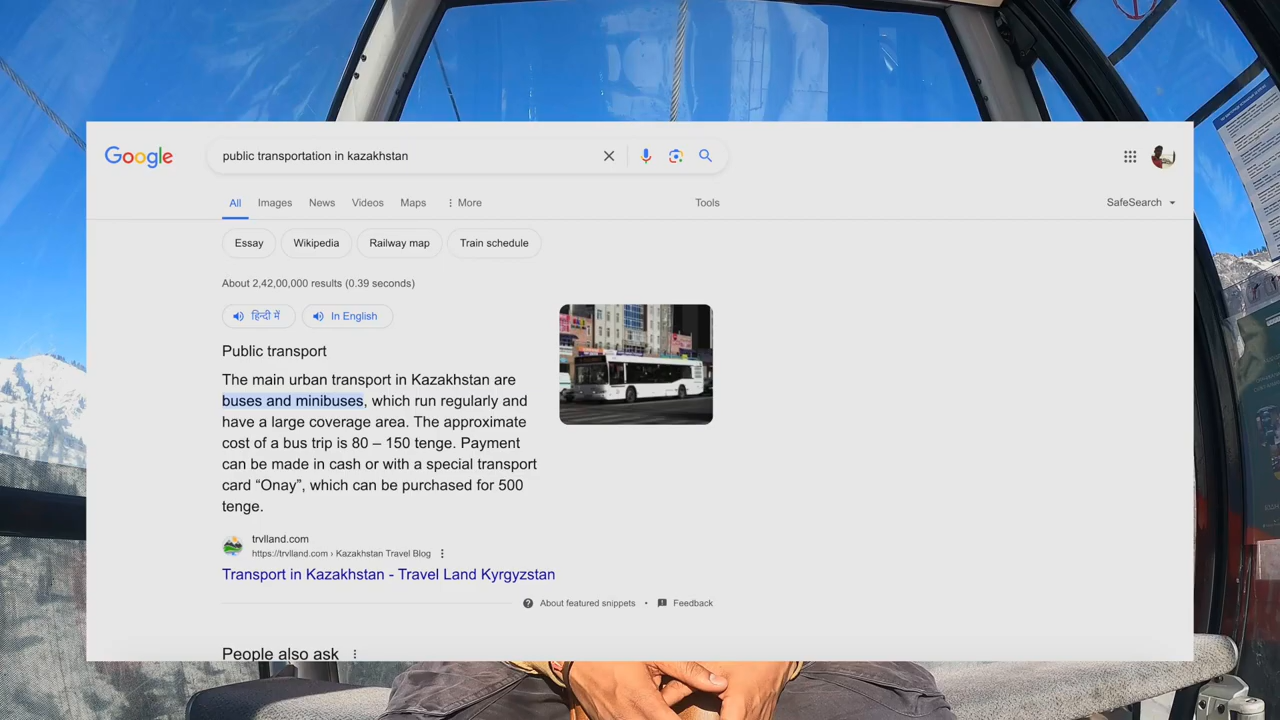 Google
public transportation in kazakhstan
All Images News Videos Maps More Tools SafeSearch
Essay Wikipedia Railway map Train schedule
About 2,42,00,000 results (0.39 seconds)
हिन्दी में In English
Public transport
The main urban transport in Kazakhstan are
buses and minibuses, which run regularly and
have a large coverage area. The approximate
cost of a bus trip is 80 – 150 tenge. Payment
can be made in cash or with a special transport
card “Onay”, which can be purchased for 500
tenge.
trvlland.com
https://trvlland.com › Kazakhstan Travel Blog
Transport in Kazakhstan - Travel Land Kyrgyzstan
About featured snippets • Feedback
People also ask